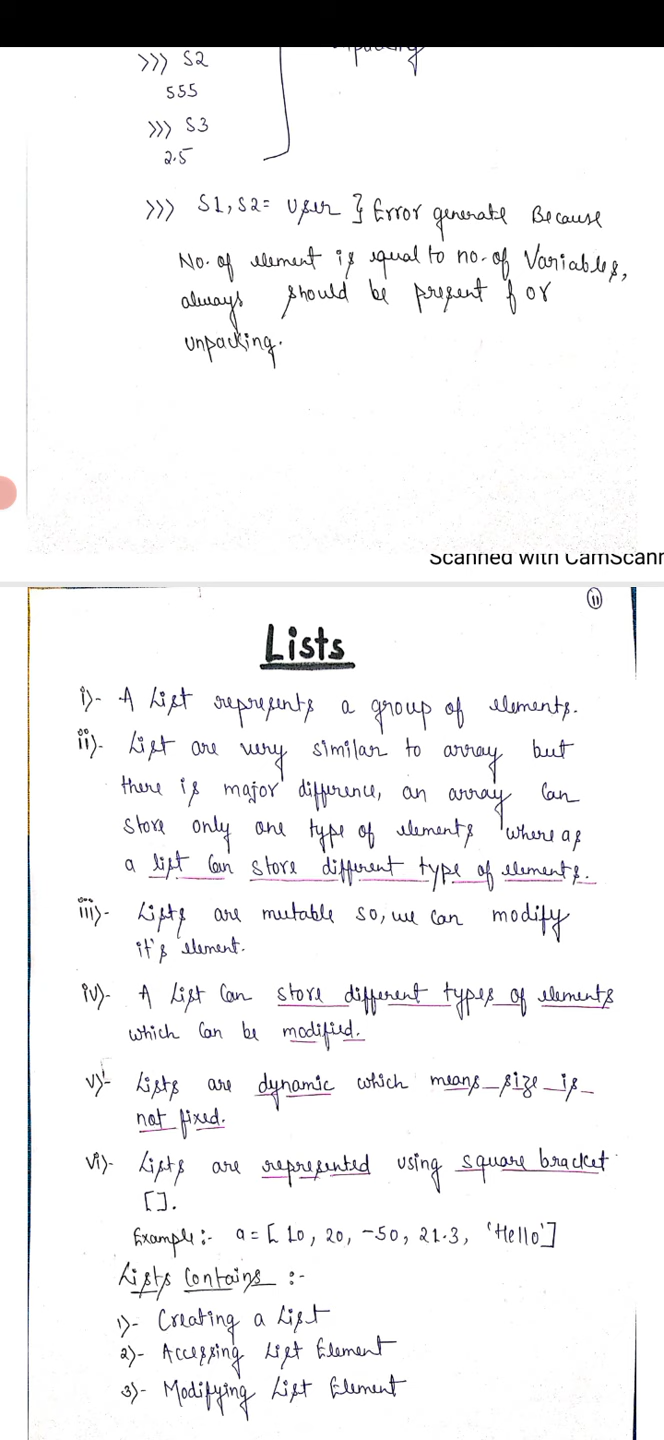 >>> S2
555
>>> S3
2.5
>>> S1, S2 = User } Error generate Because
No. of element is equal to no. of Variables,
always should be present for
unpacking.
Scanned with CamScanr
11
Lists
i)- A List represents a group of elements.
ii)- List are very similar to array but
there is major difference, an array Can
store only one type of elements where as
a list Can store different type of elements.
iii)- Lists are mutable so, we can modify
it's element.
iv)- A List Can store different types of elements
which Can be modified.
v)- Lists are dynamic which means size is
not fixed.
vi)- Lists are represented using square bracket
[].
Example:- a = [ 10, 20, -50, 21.3, 'Hello']
Lists Contains :-
1)- Creating a List
2)- Accessing List Element
3)- Modifying List Element